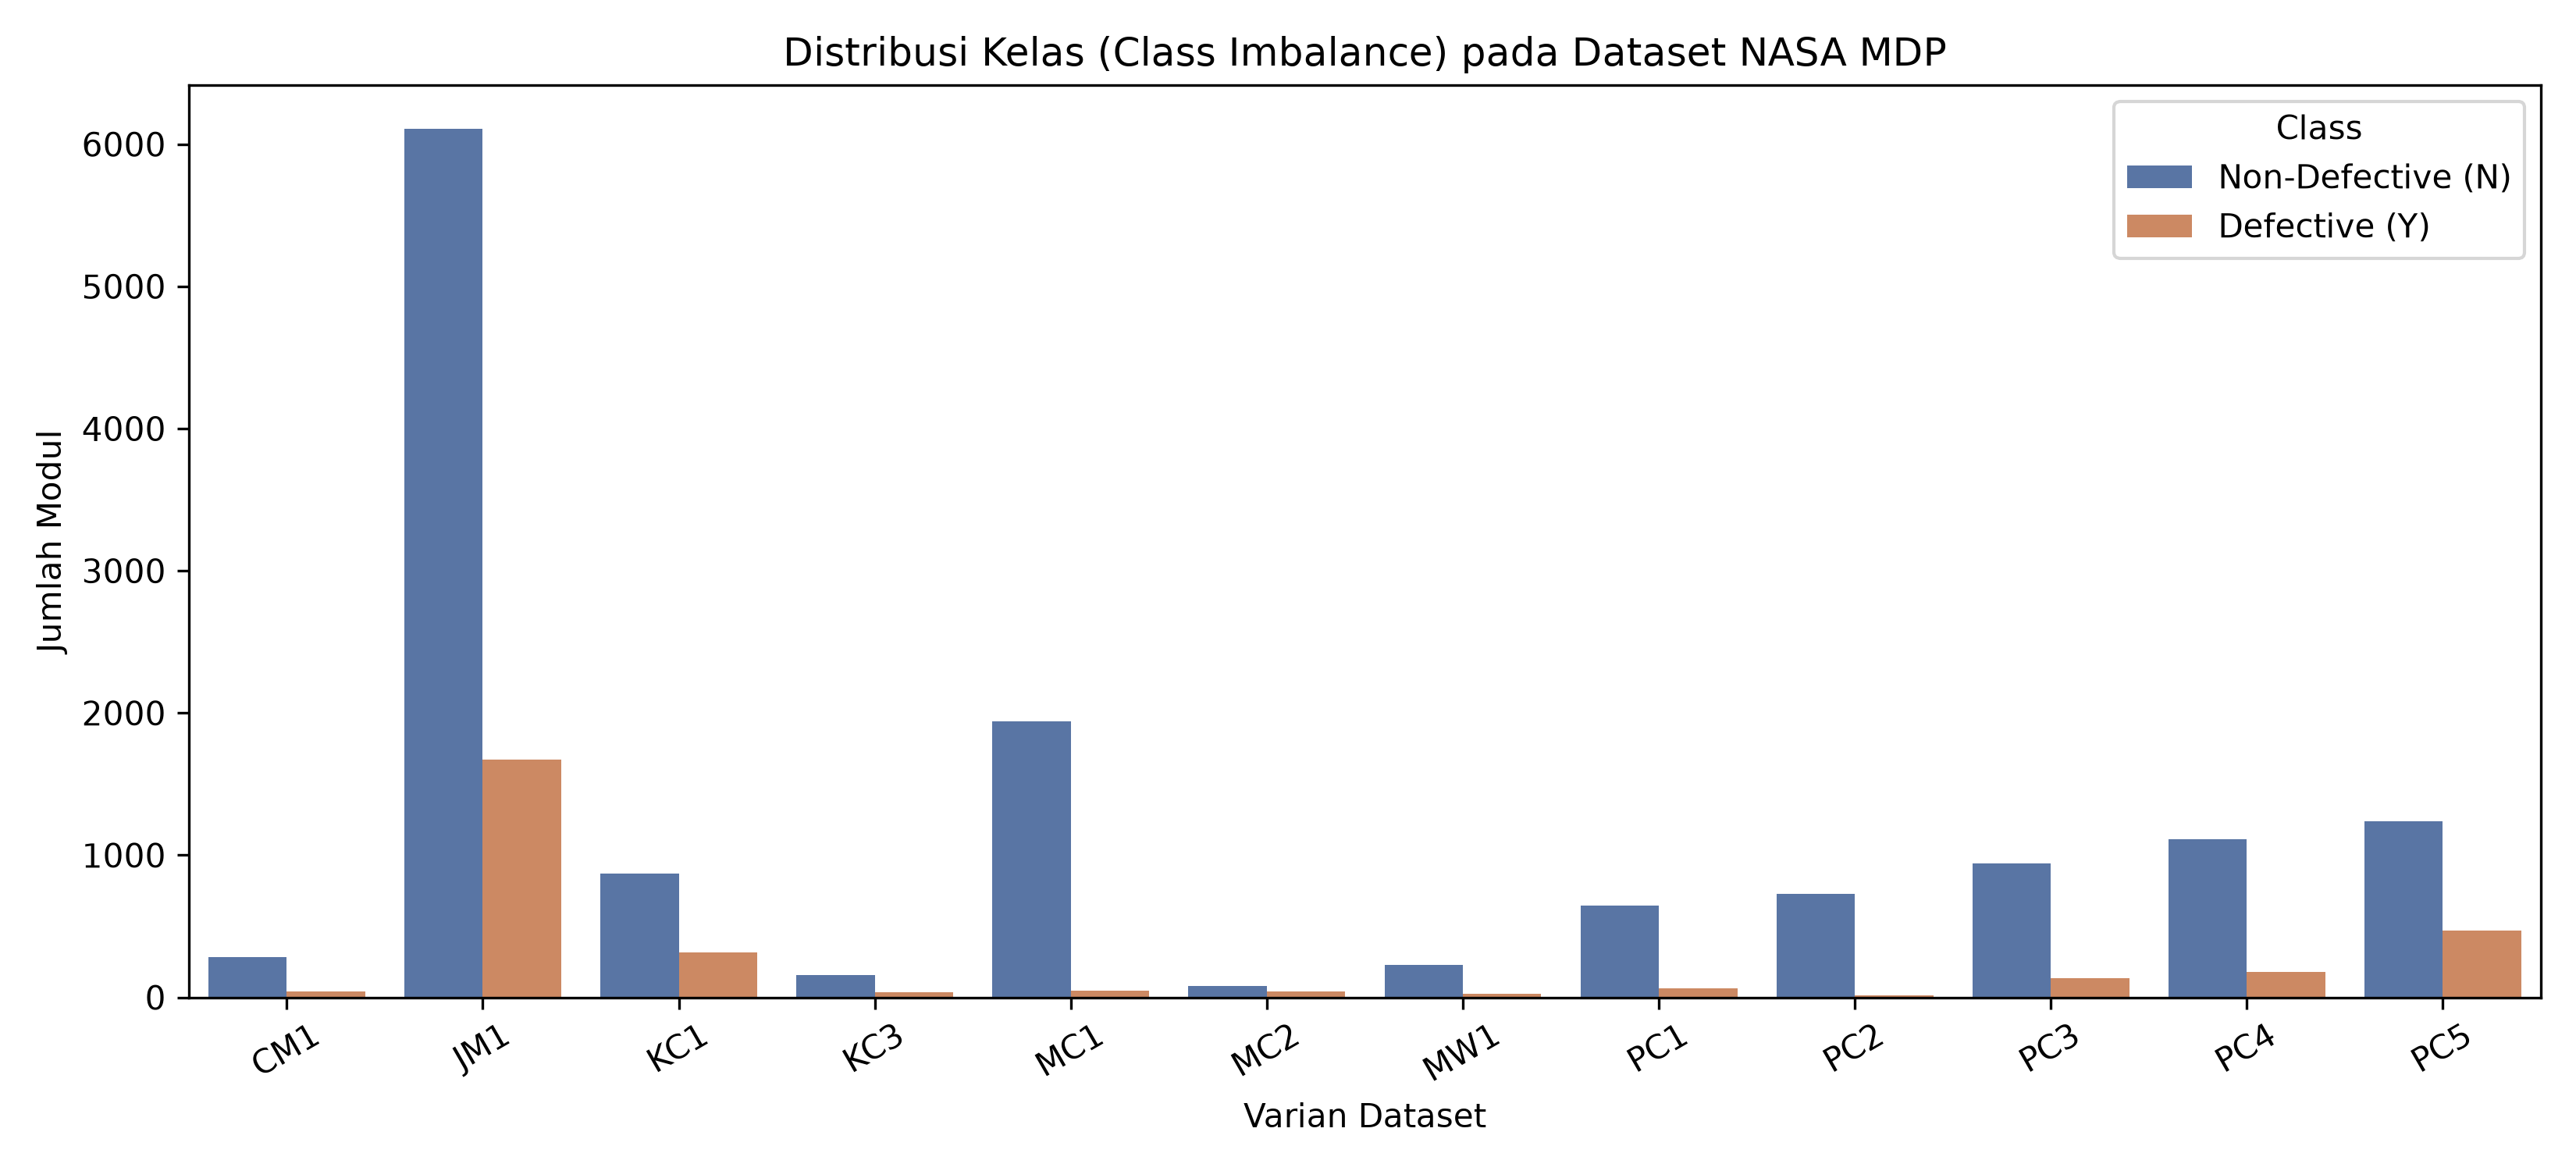 Distribusi Kelas (Class Imbalance) pada Dataset NASA MDP
Class
Non-Defective (N)
Defective (Y)
Jumlah Modul
6000
5000
4000
3000
2000
1000
0
CM1
JM1
KC1
KC3
MC1
MC2
MW1
PC1
PC2
PC3
PC4
PC5
Varian Dataset